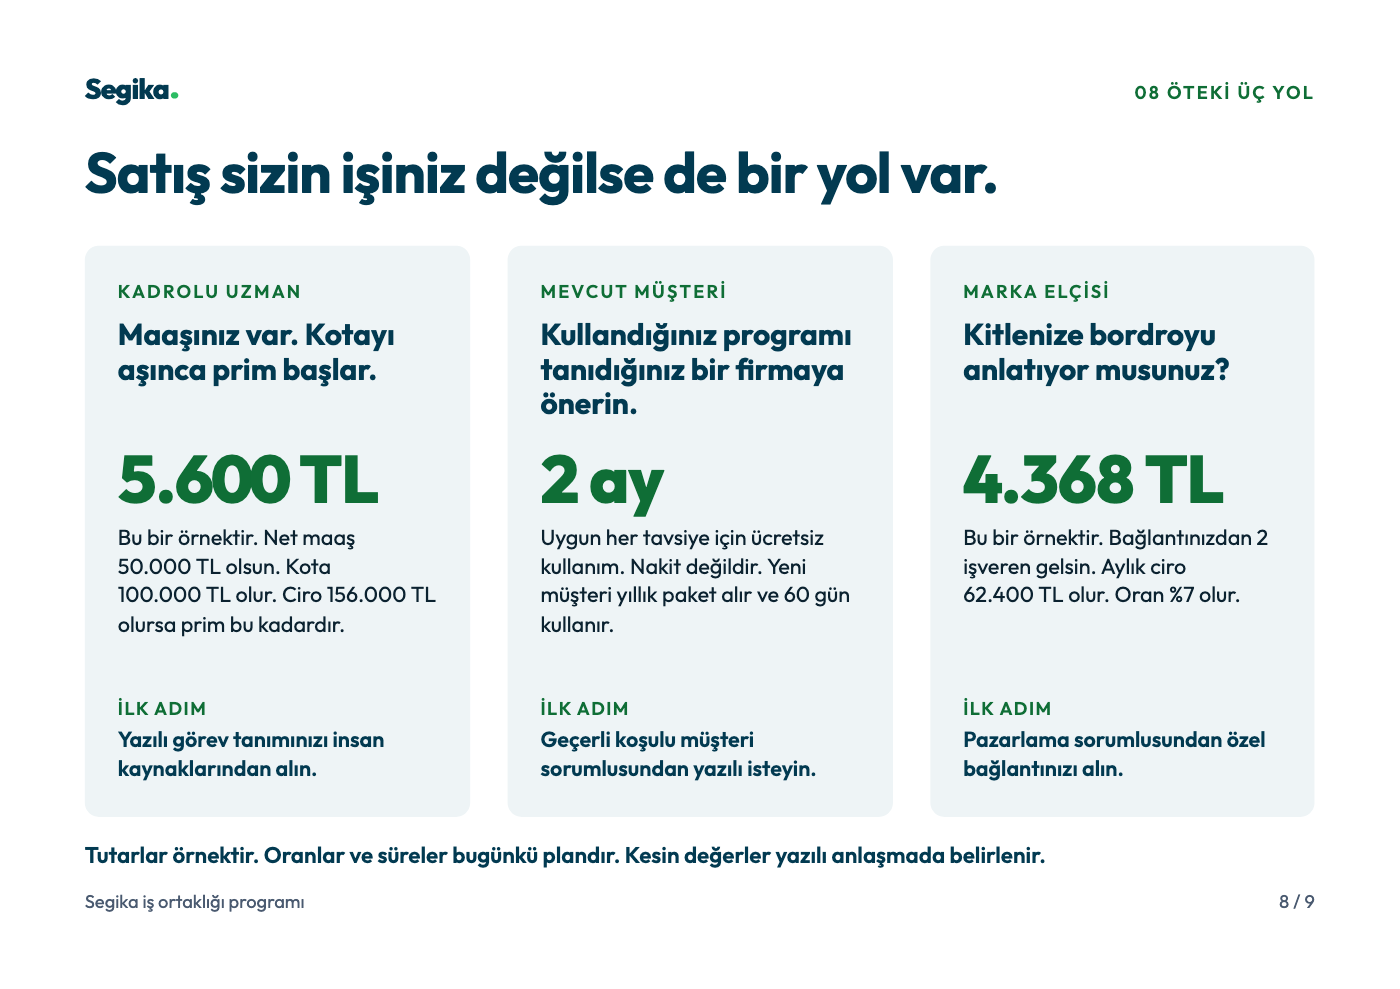 Segika.
08 ÖTEKİ ÜÇ YOL
Satış sizin işiniz değilse de bir yol var.
KADROLU UZMAN
Maaşınız var. Kotayı
aşınca prim başlar.
5.600 TL
Bu bir örnektir. Net maaş
50.000 TL olsun. Kota
100.000 TL olur. Ciro 156.000 TL
olursa prim bu kadardır.
İLK ADIM
Yazılı görev tanımınızı insan
kaynaklarından alın.
MEVCUT MÜŞTERİ
Kullandığınız programı
tanıdığınız bir firmaya
önerin.
2 ay
Uygun her tavsiye için ücretsiz
kullanım. Nakit değildir. Yeni
müşteri yıllık paket alır ve 60 gün
kullanır.
İLK ADIM
Geçerli koşulu müşteri
sorumlusundan yazılı isteyin.
MARKA ELÇİSİ
Kitlenize bordroyu
anlatıyor musunuz?
4.368 TL
Bu bir örnektir. Bağlantınızdan 2
işveren gelsin. Aylık ciro
62.400 TL olur. Oran %7 olur.
İLK ADIM
Pazarlama sorumlusundan özel
bağlantınızı alın.
Tutarlar örnektir. Oranlar ve süreler bugünkü plandır. Kesin değerler yazılı anlaşmada belirlenir.
Segika iş ortaklığı programı
8 / 9